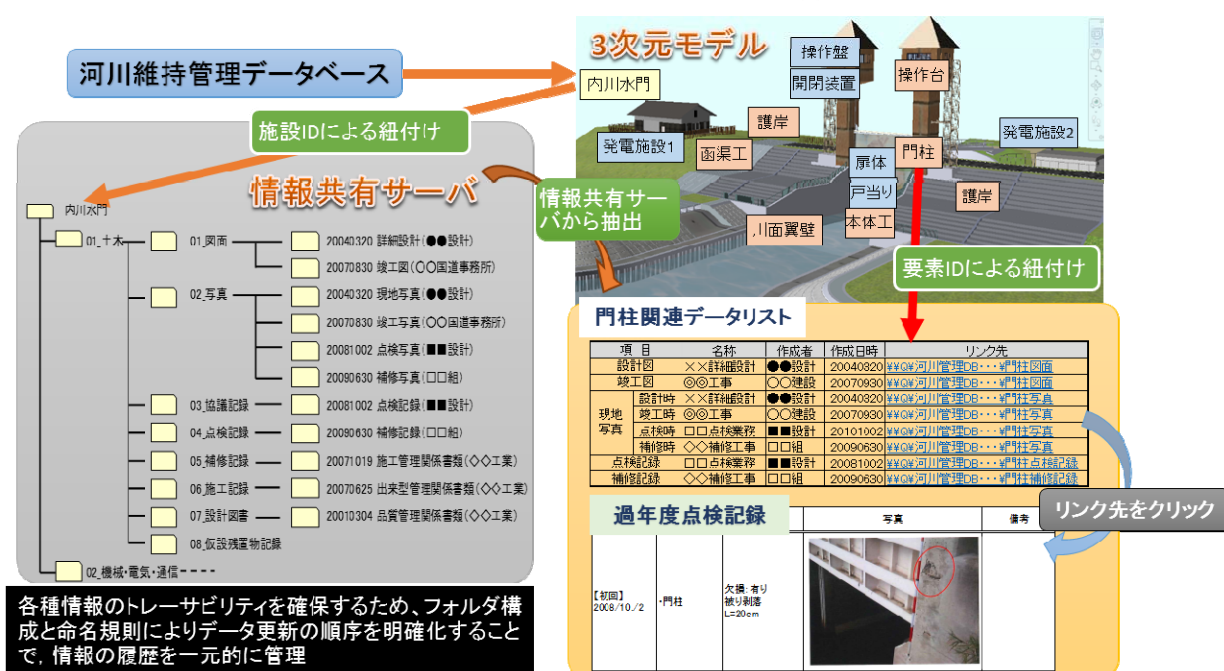 河川維持管理データベース
施設IDによる紐付け
情報共有サーバ
内川水門
01_十木
01_図面
20040320 詳細設計(●●設計)
20070830 竣工図(〇〇国道事務所)
02_写真
20040320 現地写真(●●設計)
20070830 竣工写真(〇〇国道事務所)
20081002 点検写真(■■設計)
20090630 補修写真(□□組)
03_協議記録
20081002 点検記録(■■設計)
04_点検記録
20090630 補修記録(□□組)
05_補修記録
20071019 施工管理関係書類(◇◇工業)
06_施工記録
20070625 出来型管理関係書類(◇◇工業)
07_設計図書
20010304 品質管理関係書類(◇◇工業)
08_仮設残置物記録
02_機械・電気・通信----
各種情報のトレーサビリティを確保するため、フォルダ構
成と命名規則によりデータ更新の順序を明確化すること
で,情報の履歴を一元的に管理
3次元モデル
内川水門
操作盤
開閉装置
操作台
護岸
発電施設1
函渠工
発電施設2
扉体
門柱
戸当り
護岸
本体工
川面翼壁
情報共有サー
バから抽出
要素IDによる紐付け
門柱関連データリスト
項目 名称 作成者 作成日時 リンク先
設計図 ××詳細設計 ●●設計 20040320 ¥¥Q¥河川管理DB・・・¥門柱図面
竣工図 ◎◎工事 〇〇建設 20070930 ¥¥Q¥河川管理DB・・・¥門柱図面
現地写真 設計時 ××詳細設計 ●●設計 20040320 ¥¥Q¥河川管理DB・・・¥門柱写真
竣工時 ◎◎工事 〇〇建設 20070930 ¥¥Q¥河川管理DB・・・¥門柱写真
点検時 □□点検業務 ■■設計 20101002 ¥¥Q¥河川管理DB・・・¥門柱写真
補修時 ◇◇補修工事 □□組 20090630 ¥¥Q¥河川管理DB・・・¥門柱写真
点検記録 □□点検業務 ■■設計 20081002 ¥¥Q¥河川管理DB・・・¥門柱点検記録
補修記録 ◇◇補修工事 □□組 20090630 ¥¥Q¥河川管理DB・・・¥門柱補修記録
リンク先をクリック
過年度点検記録
写真 備考
【初回】
2008/10/2
・門柱
欠損:有り
被り剥落
L=20cm